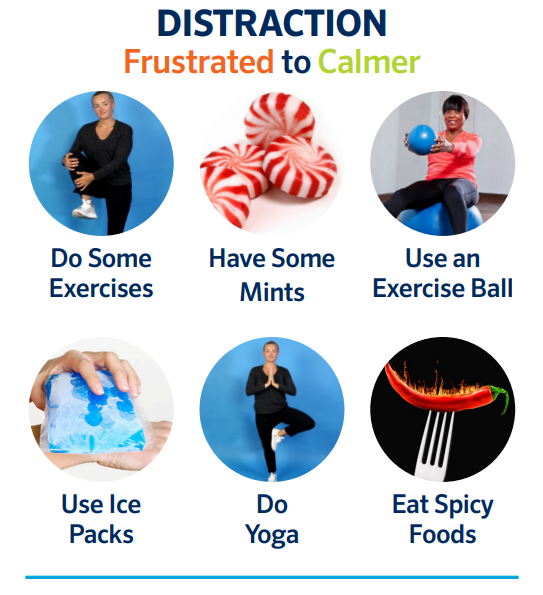 DISTRACTION
Frustrated to Calmer
Do Some
Exercises
Have Some
Mints
Use an
Exercise Ball
Use Ice
Packs
Do
Yoga
Eat Spicy
Foods